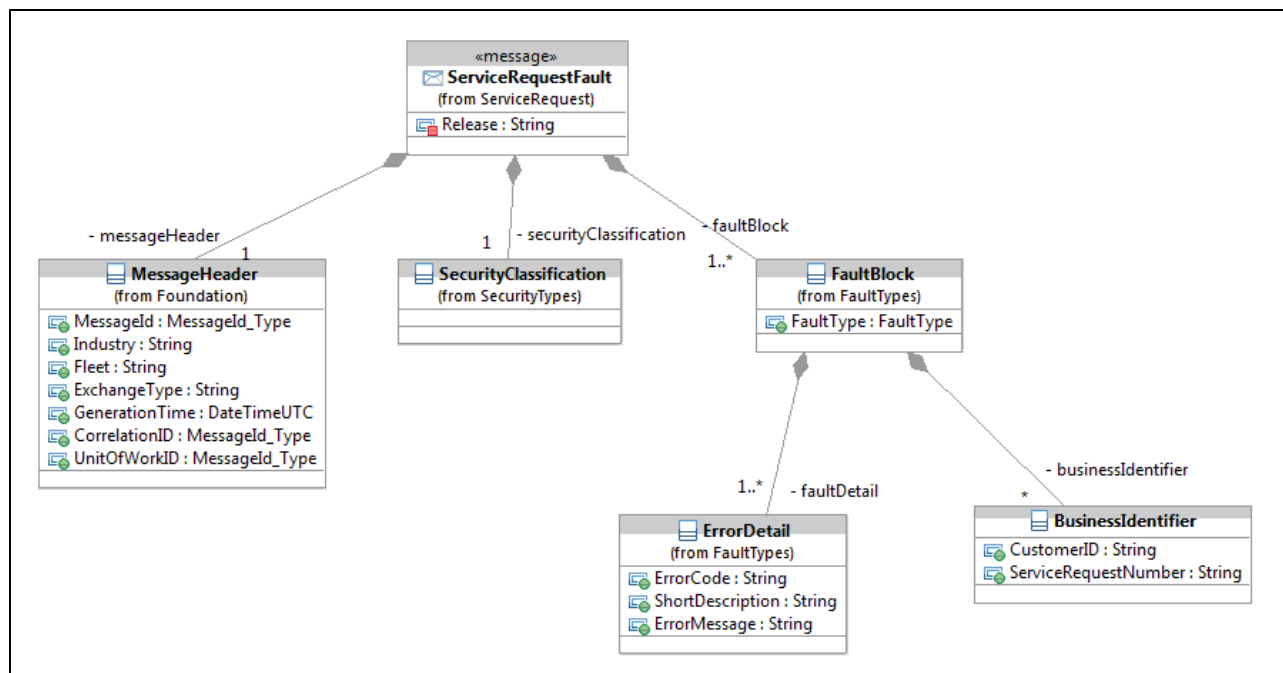 «message»
ServiceRequestFault
(from ServiceRequest)
Release : String
- messageHeader
1
- securityClassification
1
- faultBlock
1..*
MessageHeader
(from Foundation)
MessageId : MessageId_Type
Industry : String
Fleet : String
ExchangeType : String
GenerationTime : DateTimeUTC
CorrelationID : MessageId_Type
UnitOfWorkID : MessageId_Type
SecurityClassification
(from SecurityTypes)
FaultBlock
(from FaultTypes)
FaultType : FaultType
1..*
- faultDetail
- businessIdentifier
*
ErrorDetail
(from FaultTypes)
ErrorCode : String
ShortDescription : String
ErrorMessage : String
BusinessIdentifier
CustomerID : String
ServiceRequestNumber : String